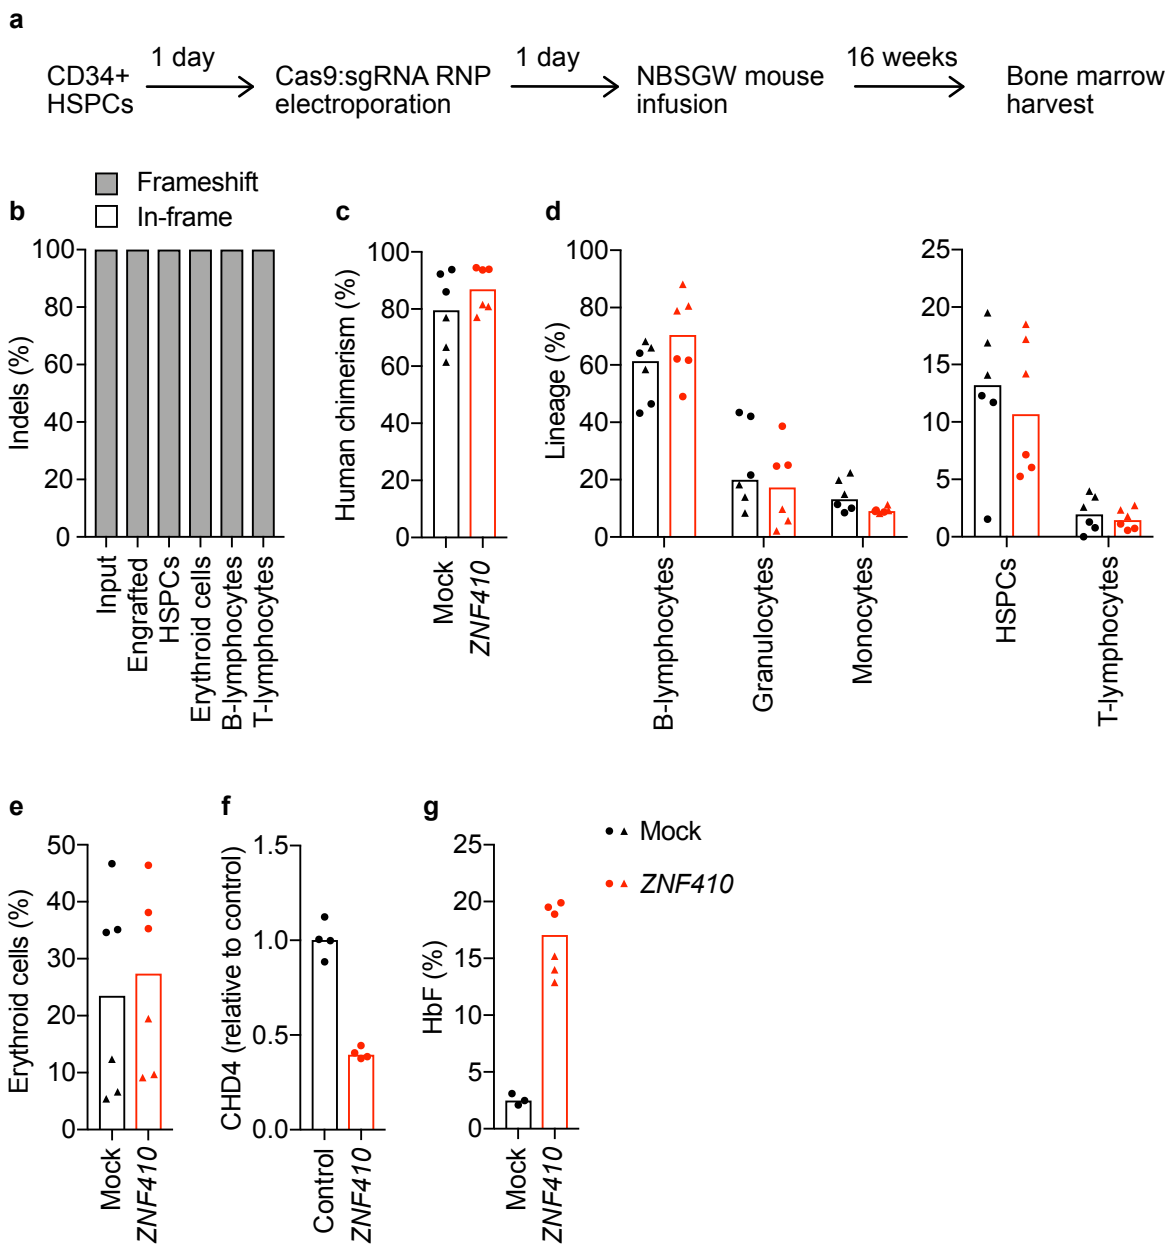 a
1 day
1 day
16 weeks
CD34+
HSPCs
Cas9:sgRNA RNP
electroporation
NBSGW mouse
infusion
Bone marrow
harvest
Frameshift
In-frame
b
Indels (%)
100
80
60
40
20
0
Input
Engrafted
HSPCs
Erythroid cells
B-lymphocytes
T-lymphocytes
c
Human chimerism (%)
100
80
60
40
20
0
Mock
ZNF410
d
Lineage (%)
100
80
60
40
20
0
B-lymphocytes
Granulocytes
Monocytes
25
20
15
10
5
0
HSPCs
T-lymphocytes
e
Erythroid cells (%)
50
40
30
20
10
0
Mock
ZNF410
f
CHD4 (relative to control)
1.5
1.0
0.5
0.0
Control
ZNF410
g
HbF (%)
25
20
15
10
5
0
Mock
ZNF410
Mock
ZNF410